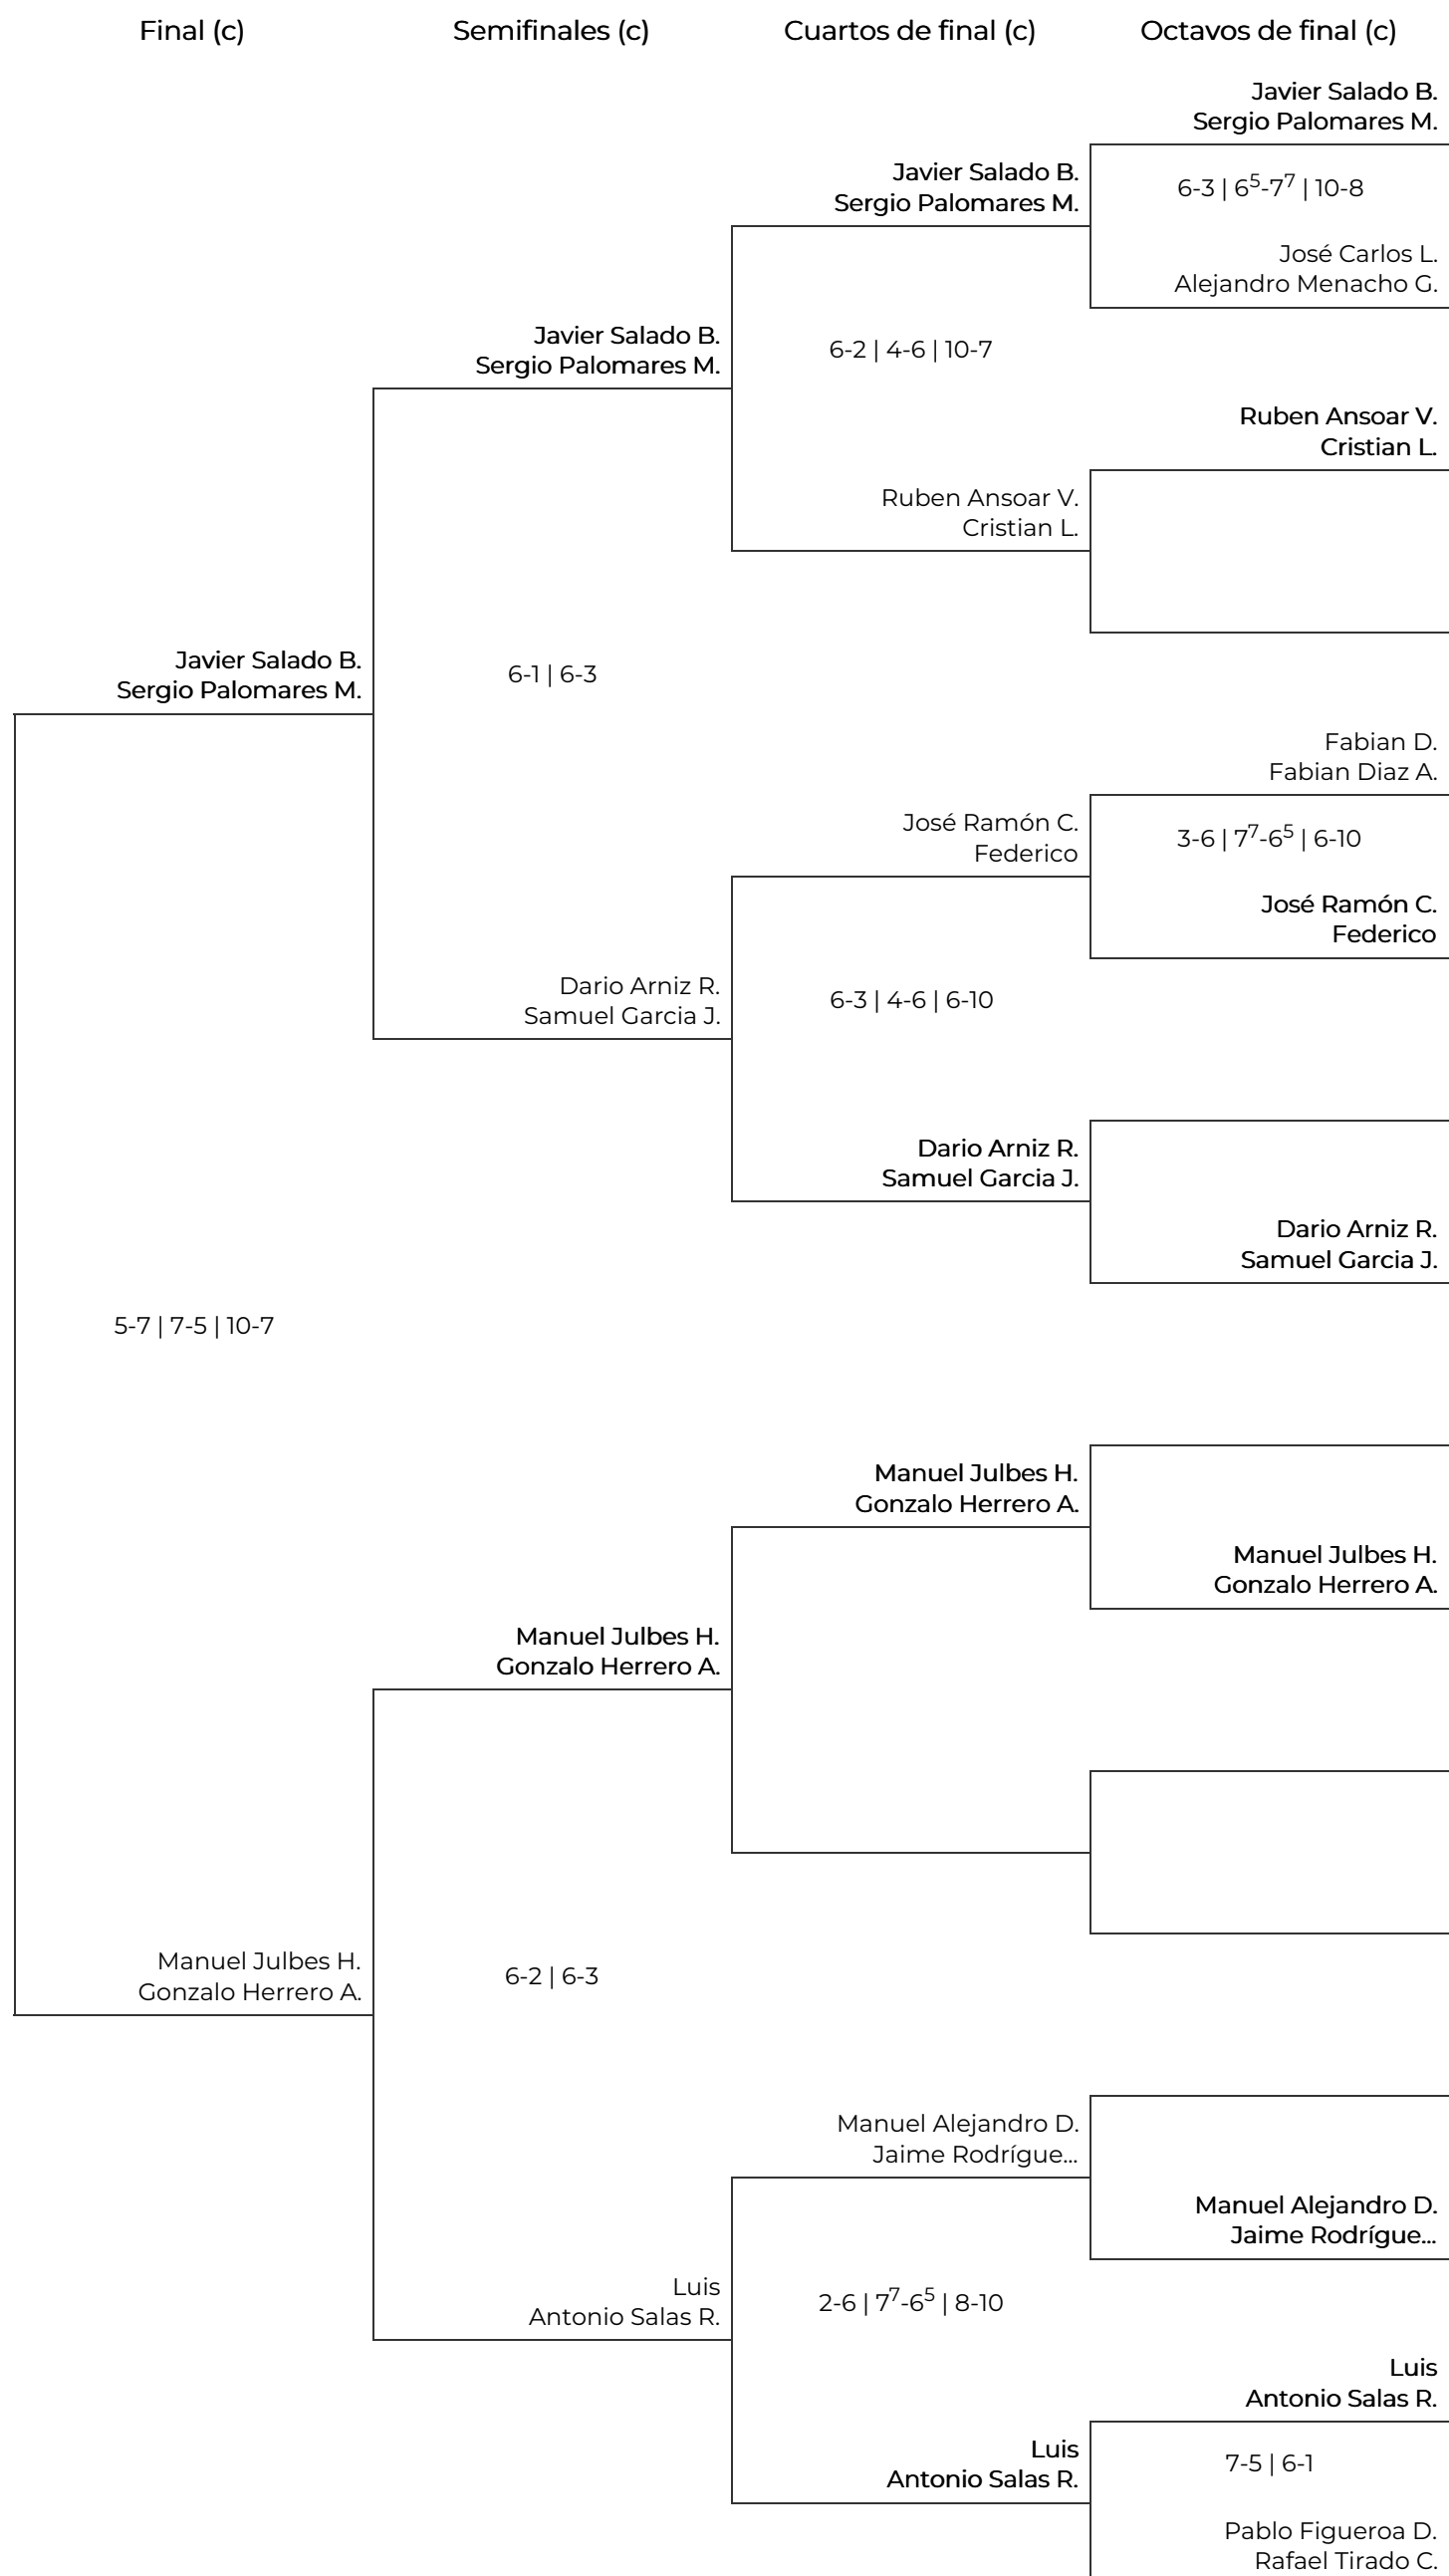 Final (c)
Semifinales (c)
Cuartos de final (c)
Octavos de final (c)
Javier Salado B.
Sergio Palomares M.
6-3 | 6⁵-7⁷ | 10-8
José Carlos L.
Alejandro Menacho G.
Javier Salado B.
Sergio Palomares M.
6-2 | 4-6 | 10-7
Ruben Ansoar V.
Cristian L.
Ruben Ansoar V.
Cristian L.
Javier Salado B.
Sergio Palomares M.
6-1 | 6-3
Javier Salado B.
Sergio Palomares M.
Fabian D.
Fabian Diaz A.
3-6 | 7⁷-6⁵ | 6-10
José Ramón C.
Federico
José Ramón C.
Federico
6-3 | 4-6 | 6-10
Dario Arniz R.
Samuel Garcia J.
Dario Arniz R.
Samuel Garcia J.
Dario Arniz R.
Samuel Garcia J.
5-7 | 7-5 | 10-7
Manuel Julbes H.
Gonzalo Herrero A.
Manuel Julbes H.
Gonzalo Herrero A.
Manuel Julbes H.
Gonzalo Herrero A.
Manuel Julbes H.
Gonzalo Herrero A.
6-2 | 6-3
Manuel Alejandro D.
Jaime Rodrígue...
Manuel Alejandro D.
Jaime Rodrígue...
Luis
Antonio Salas R.
2-6 | 7⁷-6⁵ | 8-10
Luis
Antonio Salas R.
Luis
Antonio Salas R.
7-5 | 6-1
Pablo Figueroa D.
Rafael Tirado C.